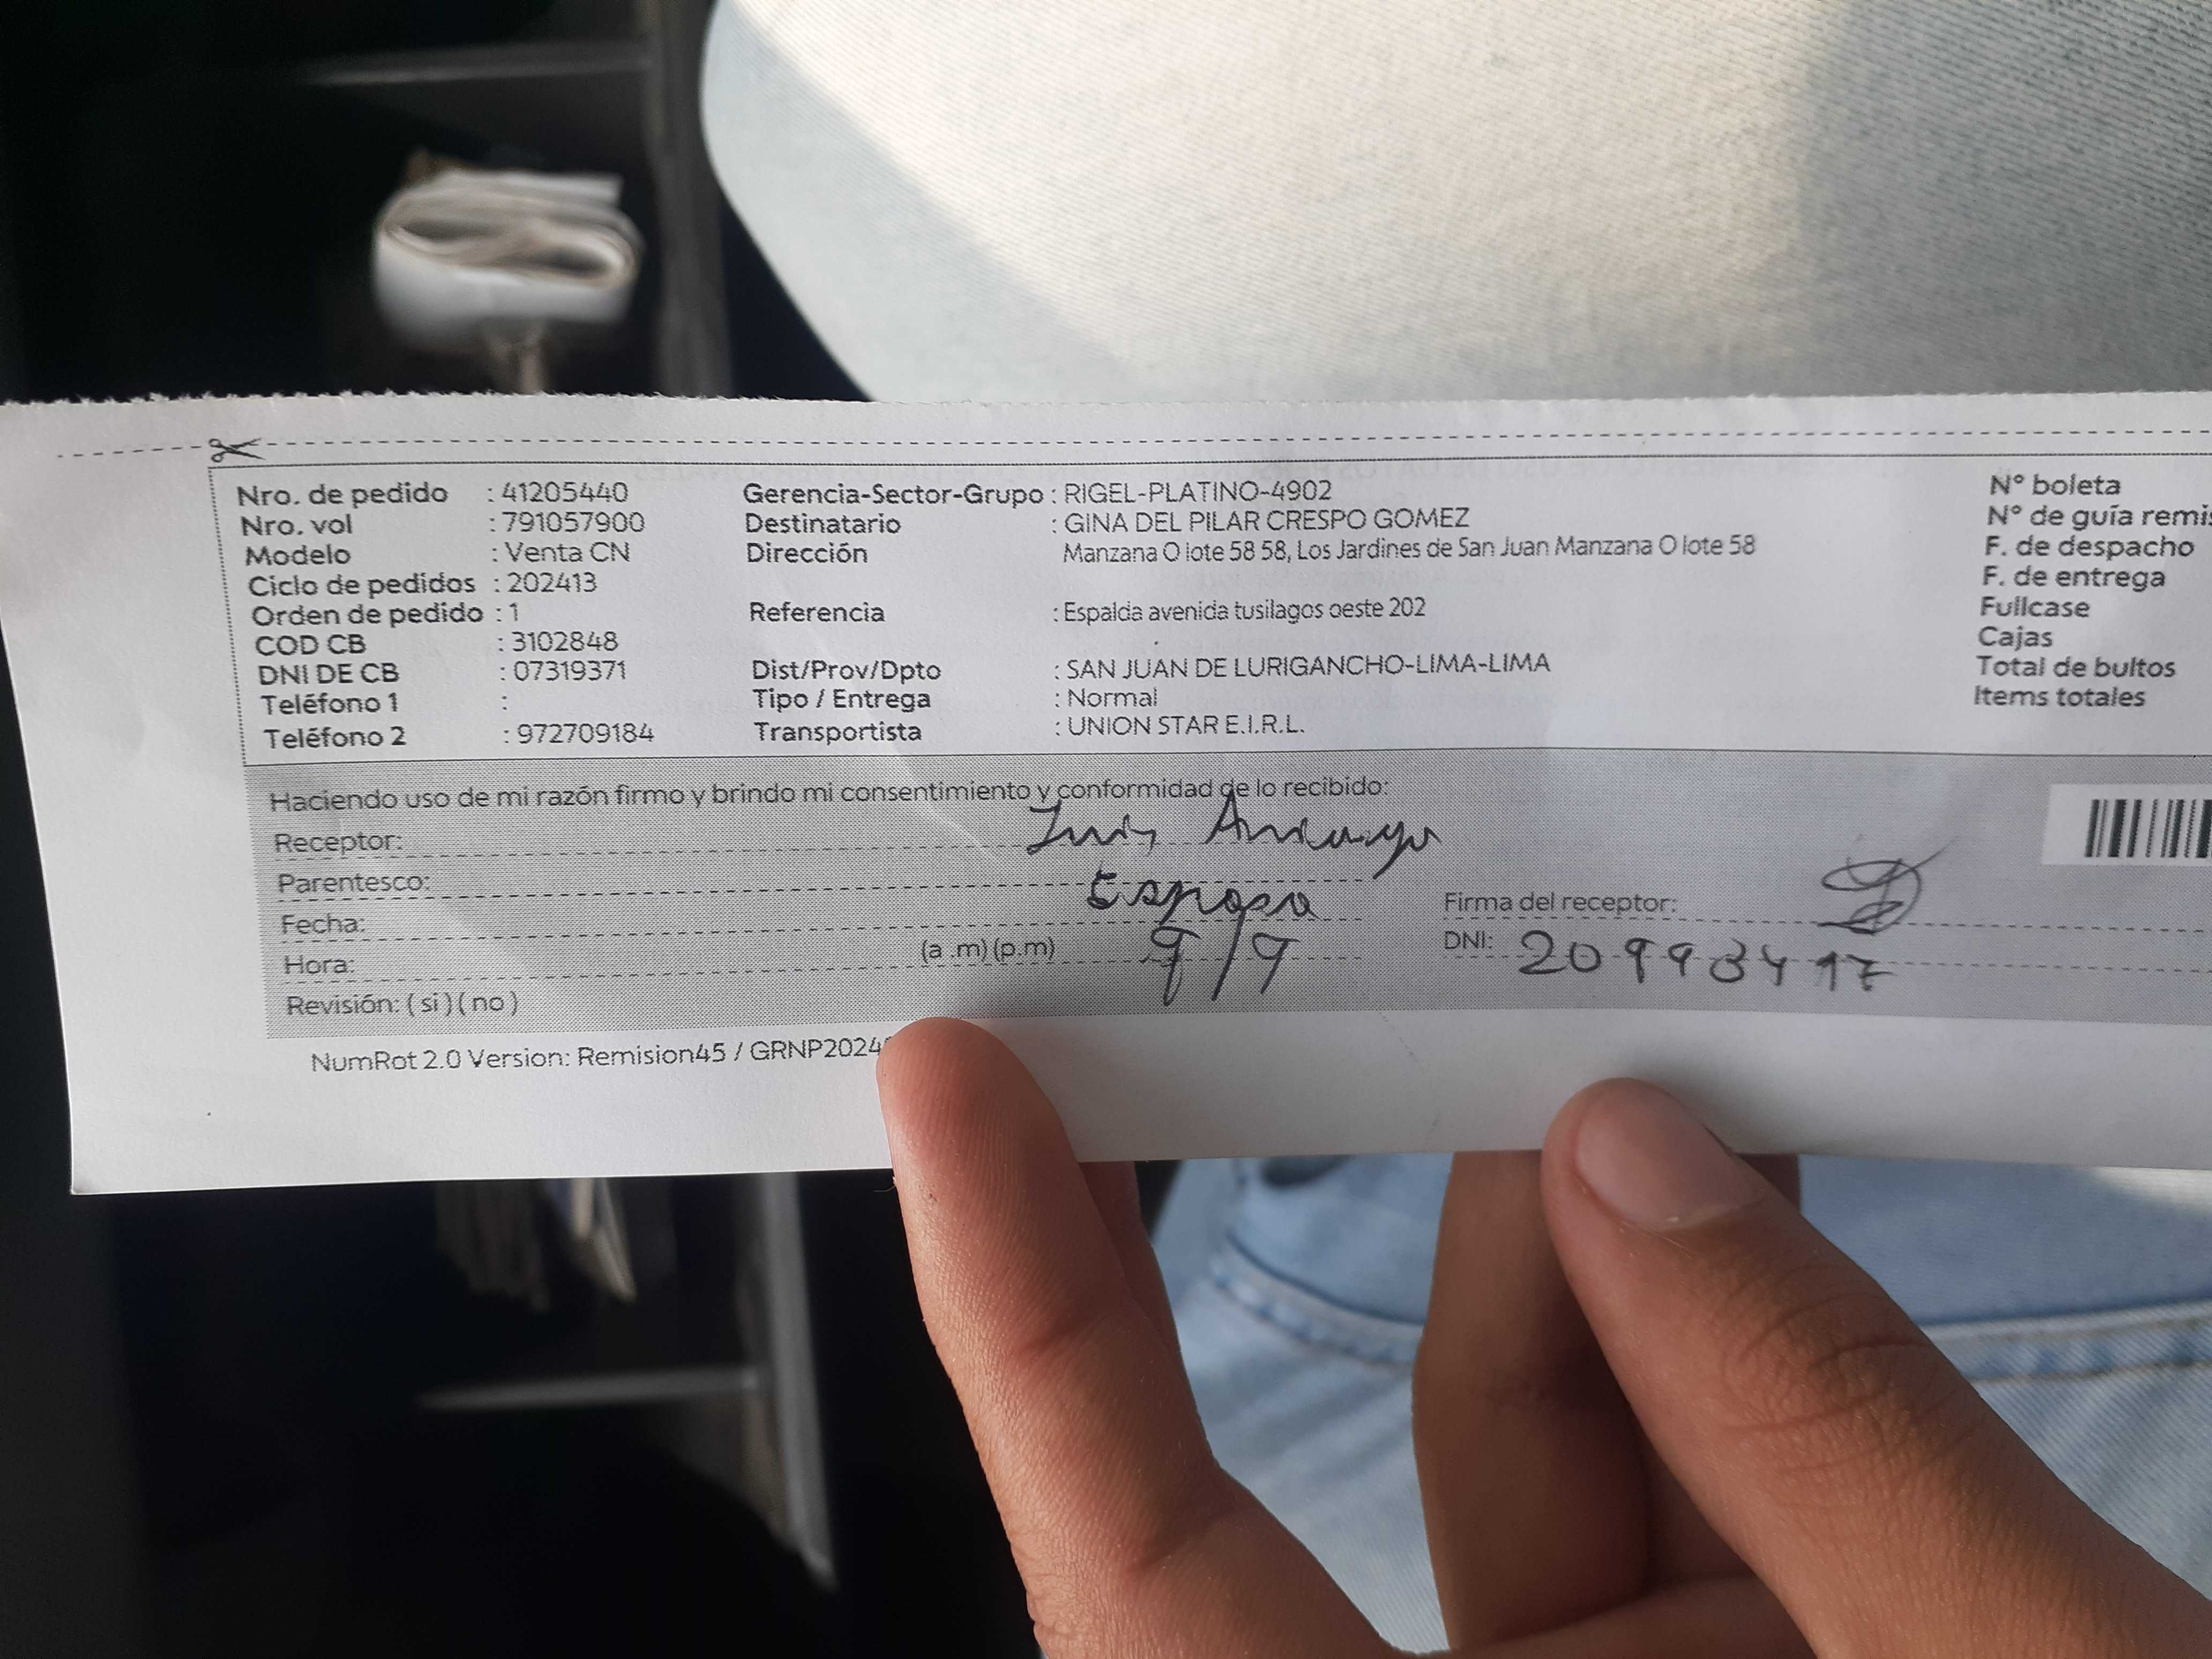 Nro. de pedido : 41205440 Gerencia-Sector-Grupo : RIGEL-PLATINO-4902 N° boleta
Nro. vol : 791057900 Destinatario : GINA DEL PILAR CRESPO GOMEZ N° de guía remis
Modelo : Venta CN Dirección Manzana O lote 58 58, Los Jardines de San Juan Manzana O lote 58 F. de despacho
Ciclo de pedidos : 202413 F. de entrega
Orden de pedido : 1 Referencia : Espalda avenida tusilagos oeste 202 Fullcase
COD CB : 3102848 Cajas
DNI DE CB : 07319371 Dist/Prov/Dpto : SAN JUAN DE LURIGANCHO-LIMA-LIMA Total de bultos
Teléfono 1 : Tipo / Entrega : Normal Items totales
Teléfono 2 : 972709184 Transportista : UNION STAR E.I.R.L.
Haciendo uso de mi razón firmo y brindo mi consentimiento y conformidad de lo recibido:
Receptor: Luis
Parentesco: Esposo Firma del receptor:
Fecha: 9/9 DNI: 20993417
Hora: (a .m) (p.m)
Revisión: ( si ) ( no )
NumRot 2.0 Version: Remision45 / GRNP2024